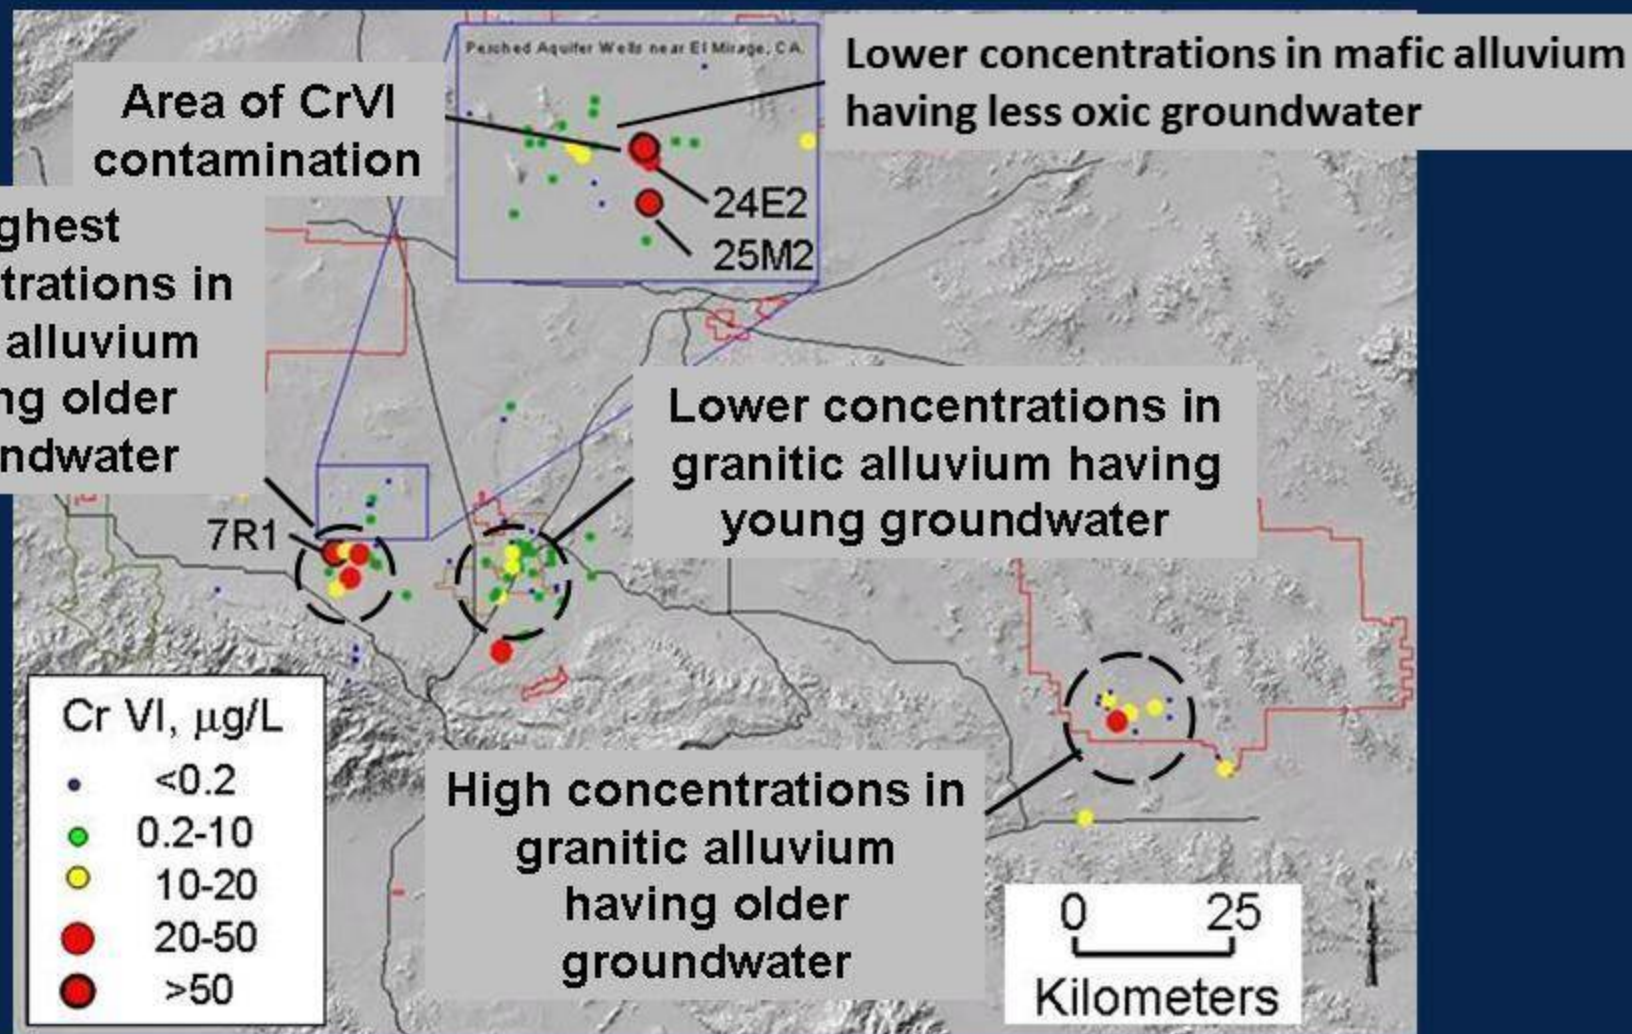 Perched Aquifer Wells near El Mirage, CA.
Lower concentrations in mafic alluvium
having less oxic groundwater
Area of CrVI
contamination
24E2
25M2
ghest
trations in
alluvium
ng older
ndwater
7R1
Lower concentrations in
granitic alluvium having
young groundwater
High concentrations in
granitic alluvium
having older
groundwater
Cr VI, µg/L
<0.2
0.2-10
10-20
20-50
>50
0 25
Kilometers
N